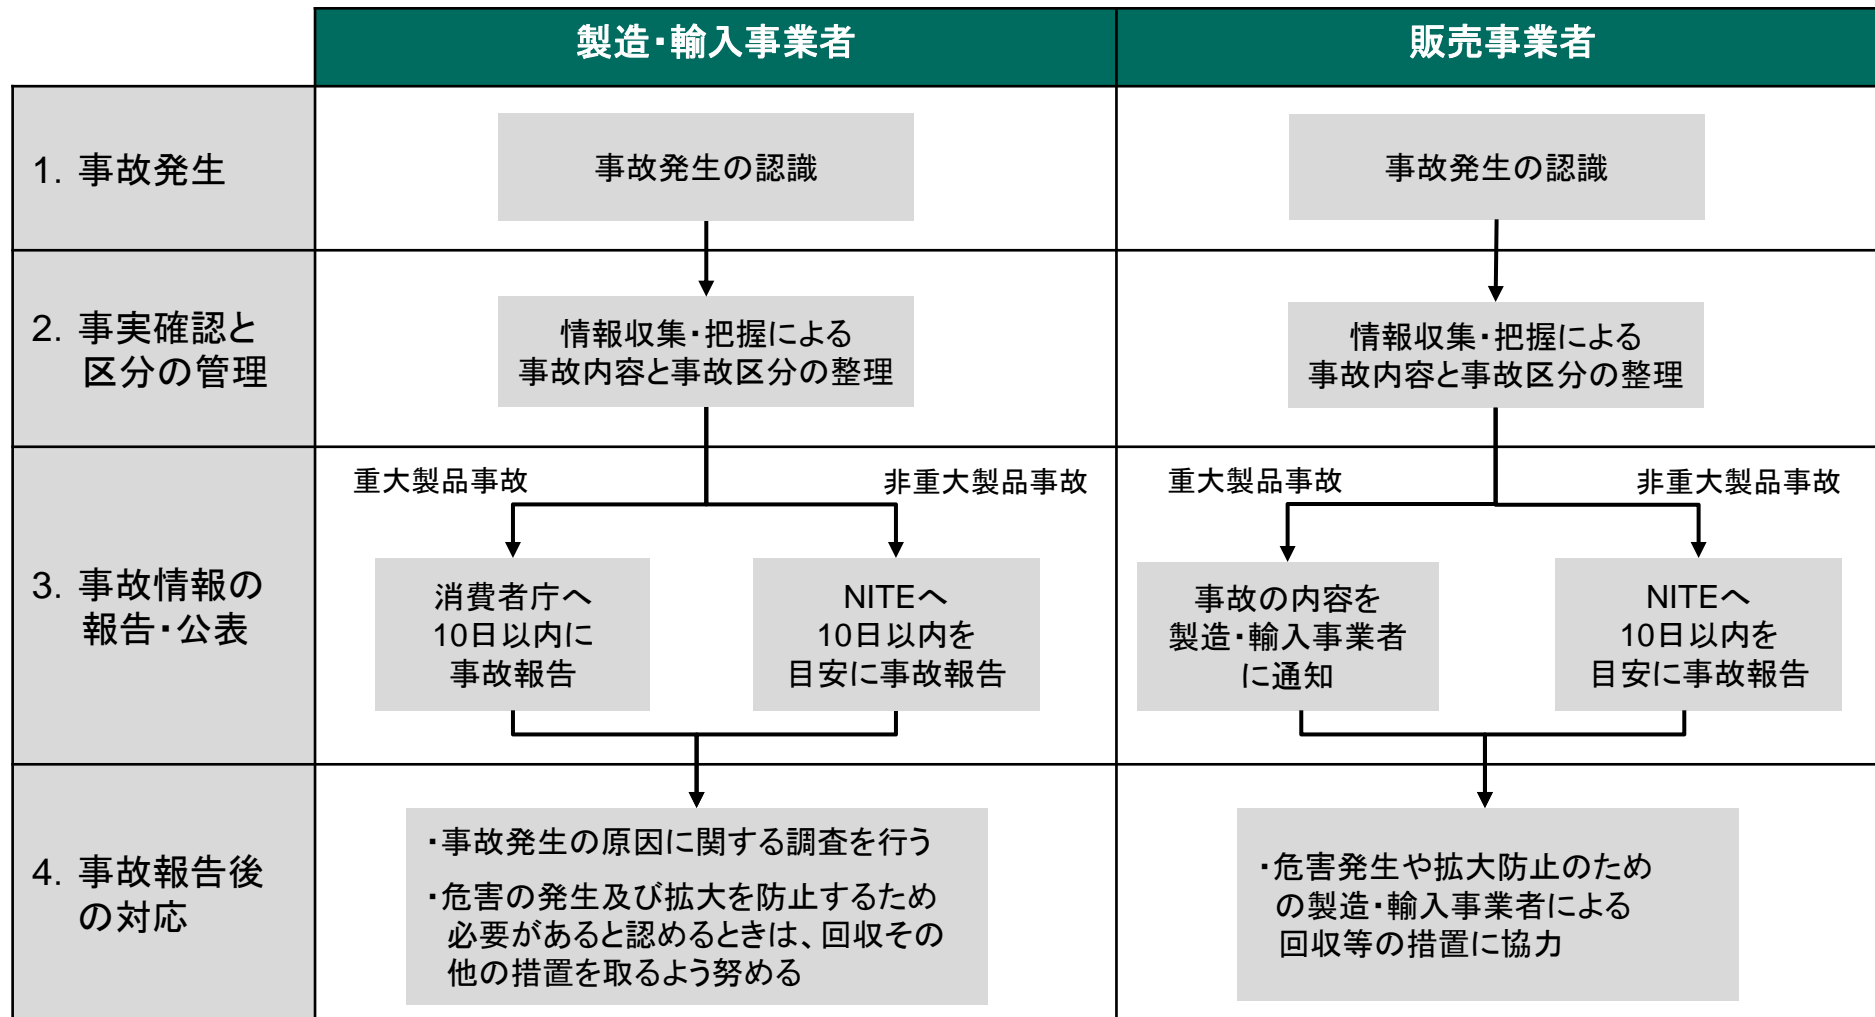 製造・輸入事業者
販売事業者
1. 事故発生
事故発生の認識
事故発生の認識
2. 事実確認と
区分の管理
情報収集・把握による
事故内容と事故区分の整理
情報収集・把握による
事故内容と事故区分の整理
3. 事故情報の
報告・公表
重大製品事故
非重大製品事故
消費者庁へ
10日以内に
事故報告
NITEへ
10日以内を
目安に事故報告
重大製品事故
非重大製品事故
事故の内容を
製造・輸入事業者
に通知
NITEへ
10日以内を
目安に事故報告
4. 事故報告後
の対応
・事故発生の原因に関する調査を行う
・危害の発生及び拡大を防止するため
必要があると認めるときは、回収その
他の措置を取るよう努める
・危害発生や拡大防止のため
の製造・輸入事業者による
回収等の措置に協力